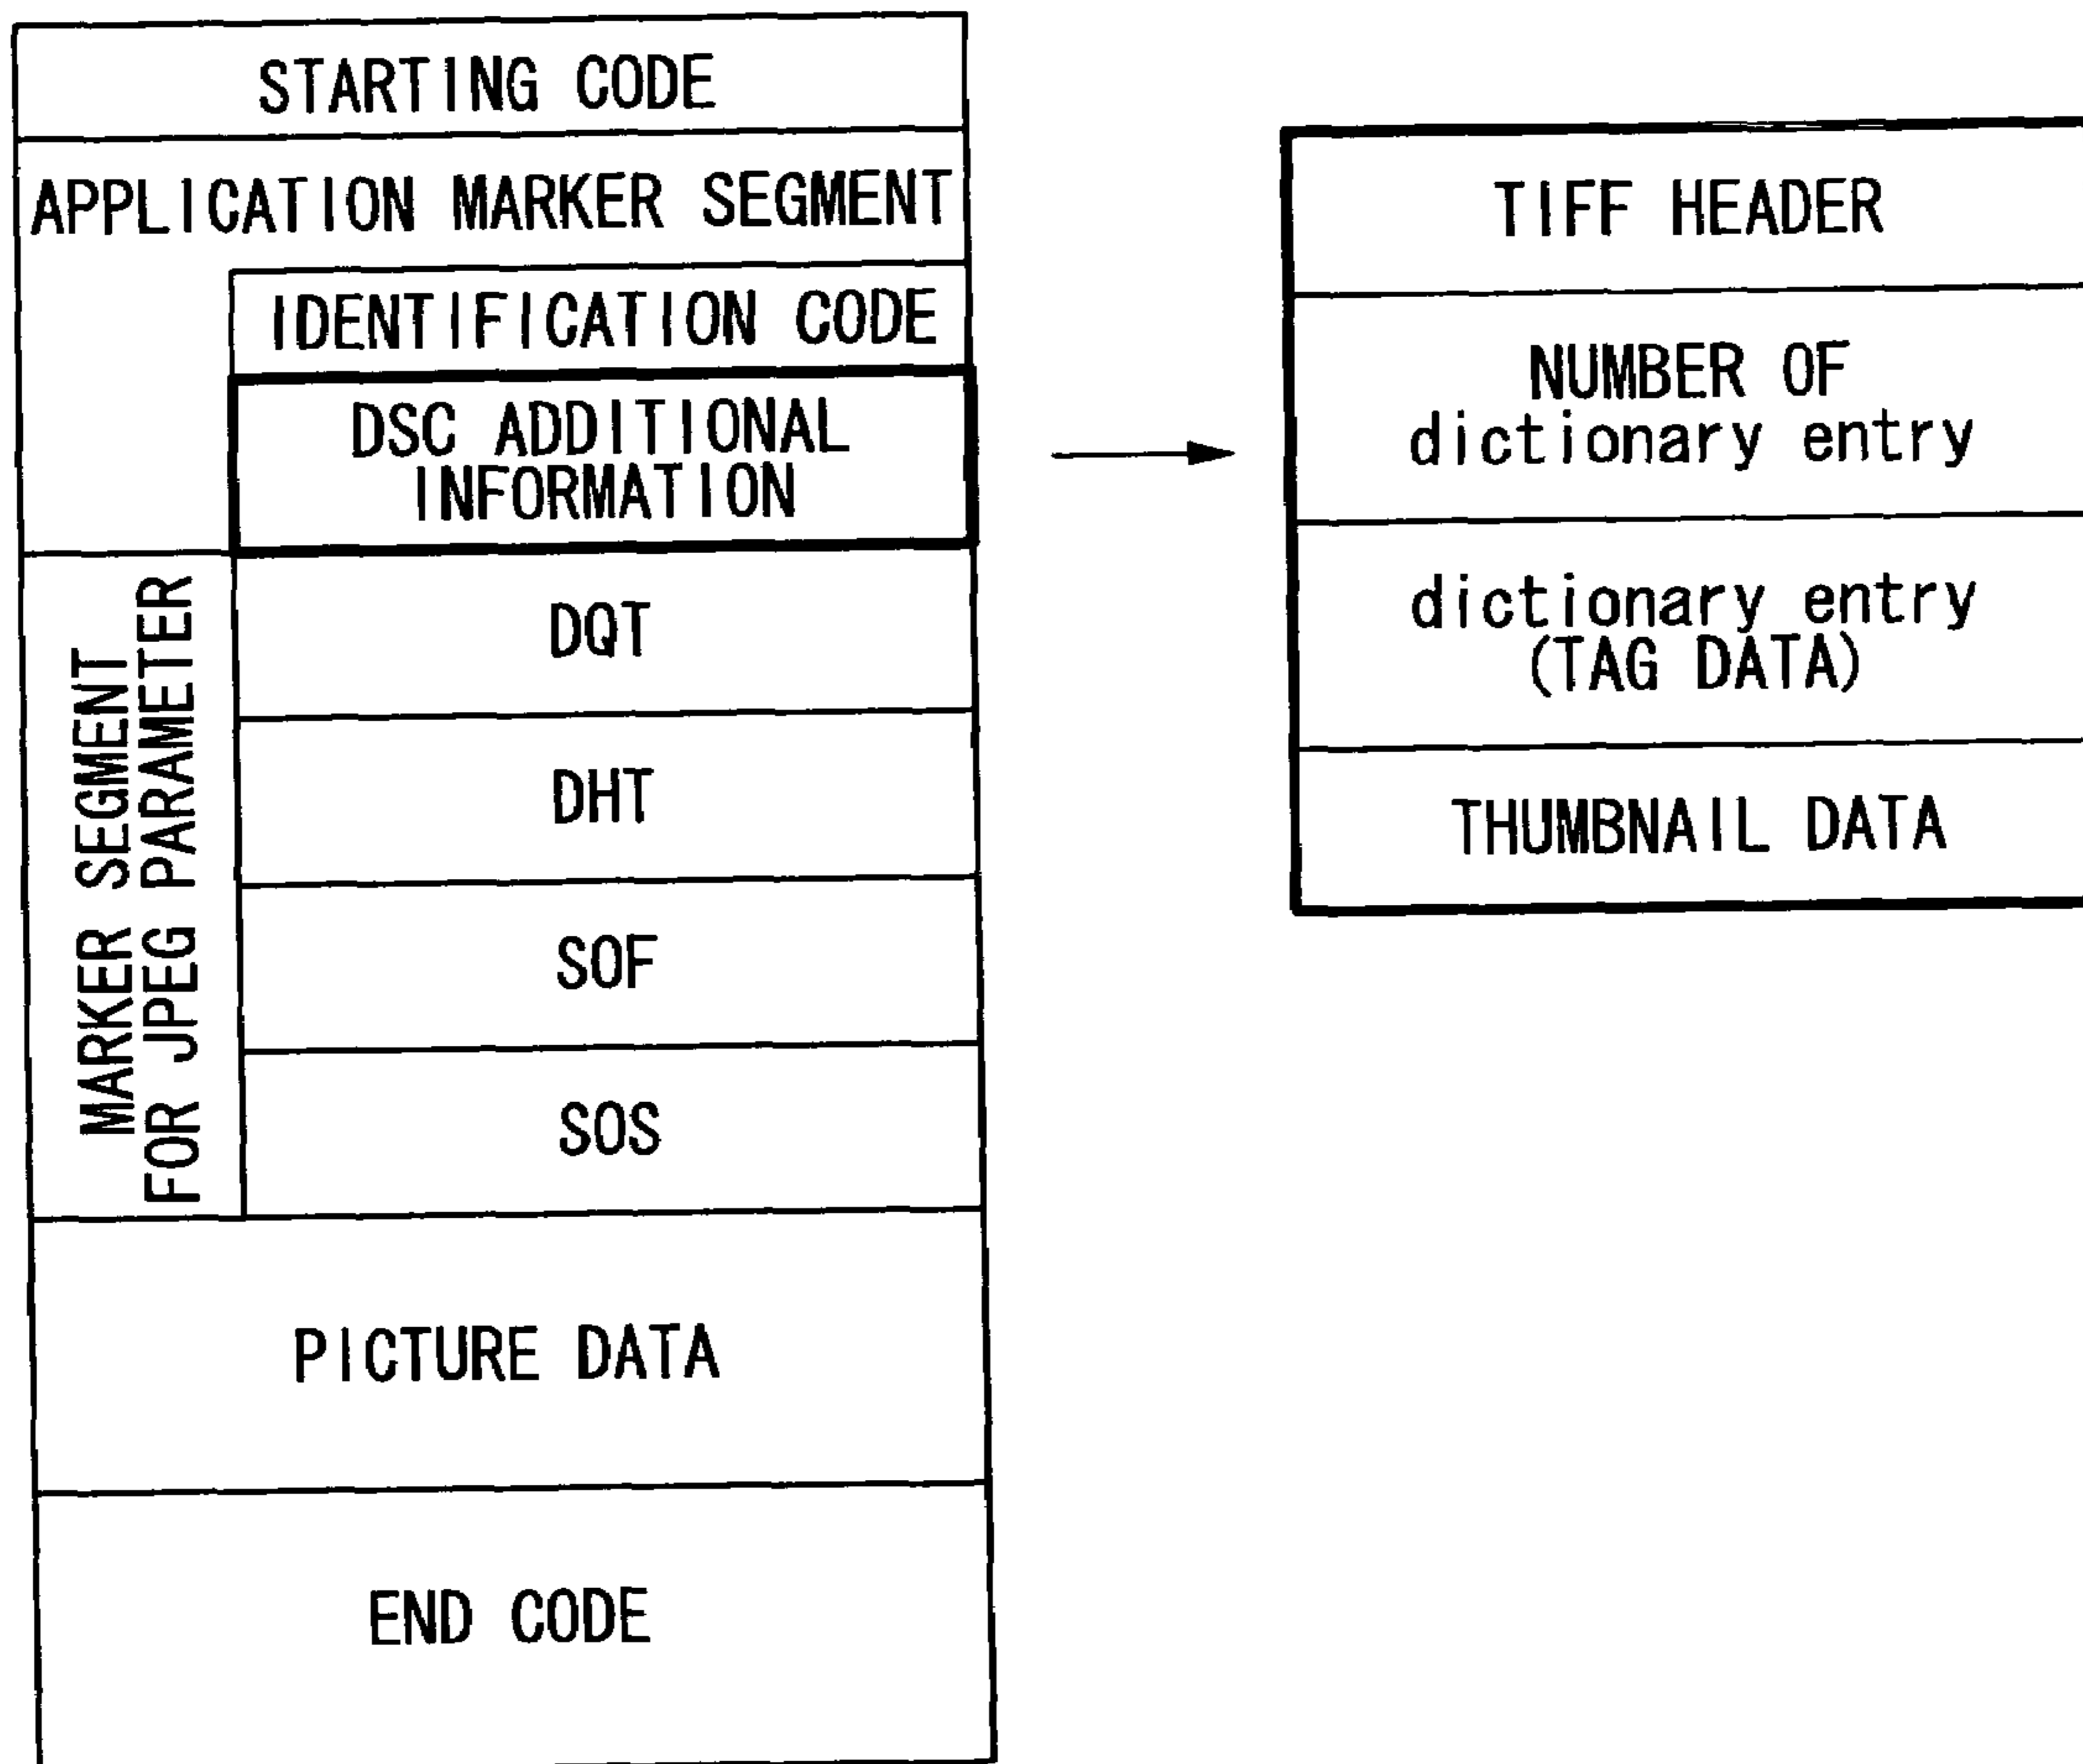 STARTING CODE
APPLICATION MARKER SEGMENT
IDENTIFICATION CODE
DSC ADDITIONAL
INFORMATION
MARKER SEGMENT
FOR JPEG PARAMETER
DQT
DHT
SOF
SOS
PICTURE DATA
END CODE
TIFF HEADER
NUMBER OF
dictionary entry
dictionary entry
(TAG DATA)
THUMBNAIL DATA